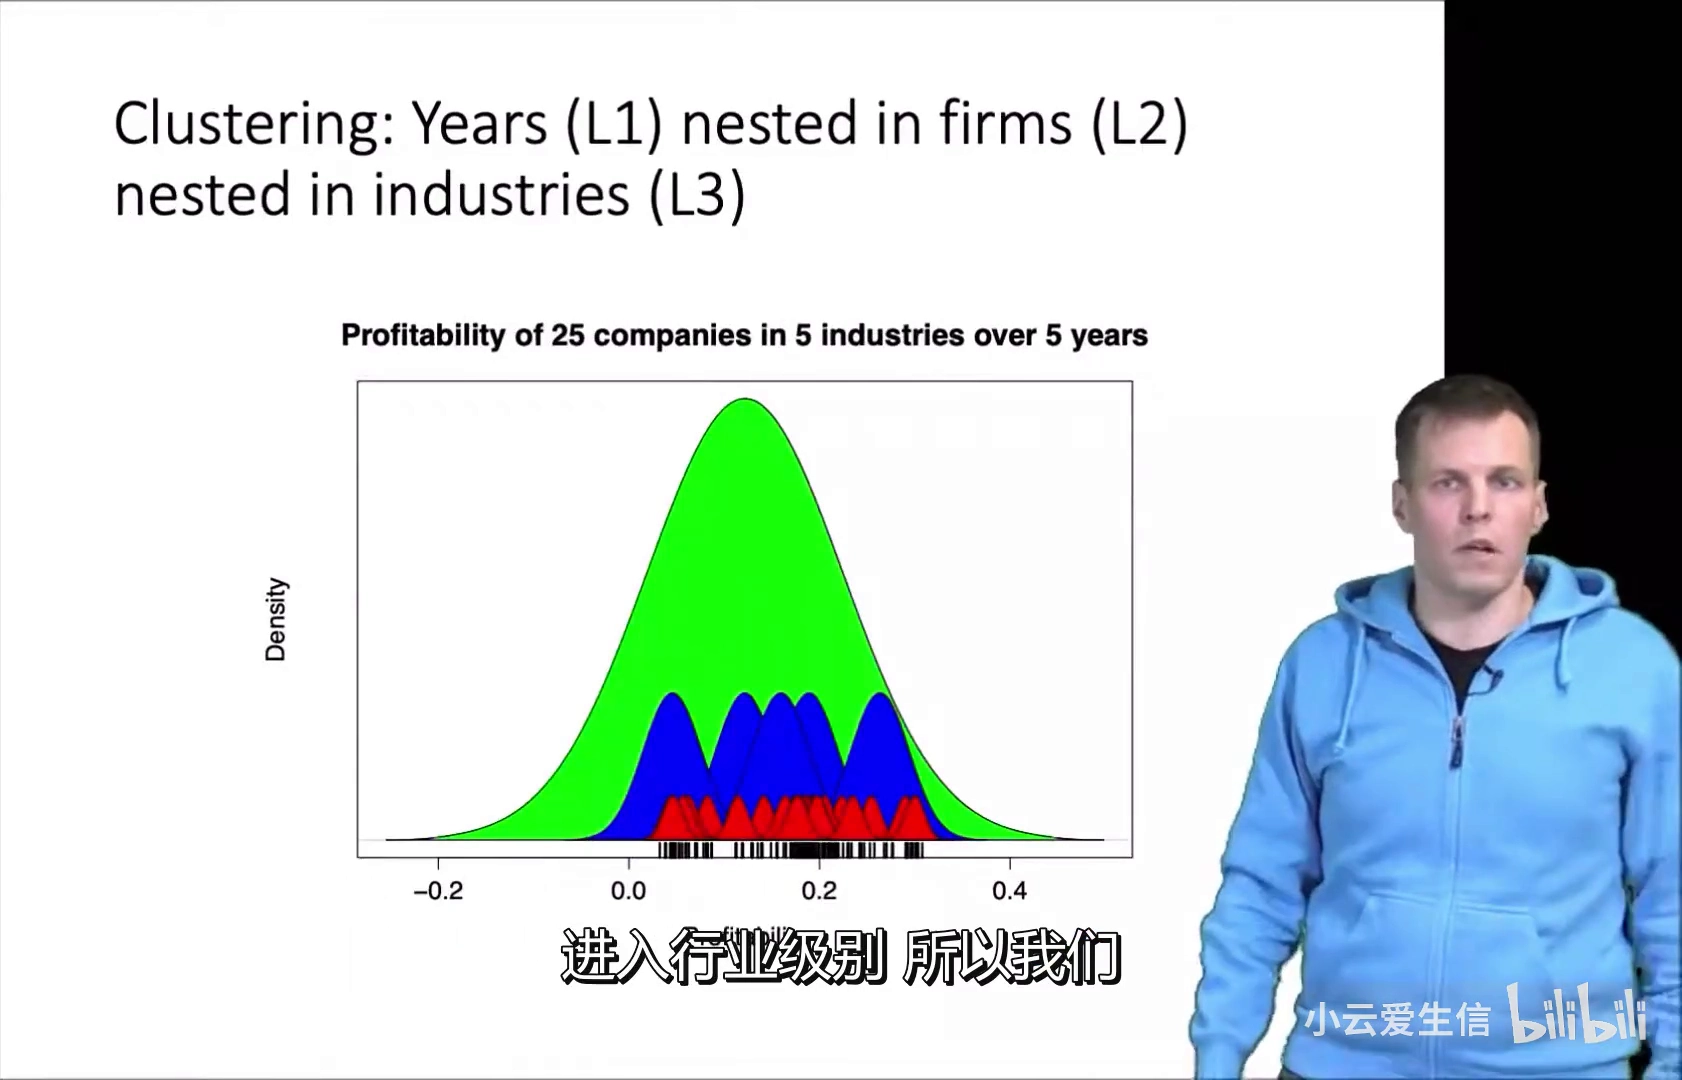 Clustering: Years (L1) nested in firms (L2)
nested in industries (L3)
Profitability of 25 companies in 5 industries over 5 years
Density
−0.2
0.0
0.2
0.4
进入行业级别 所以我们
小云爱生信 bilibili